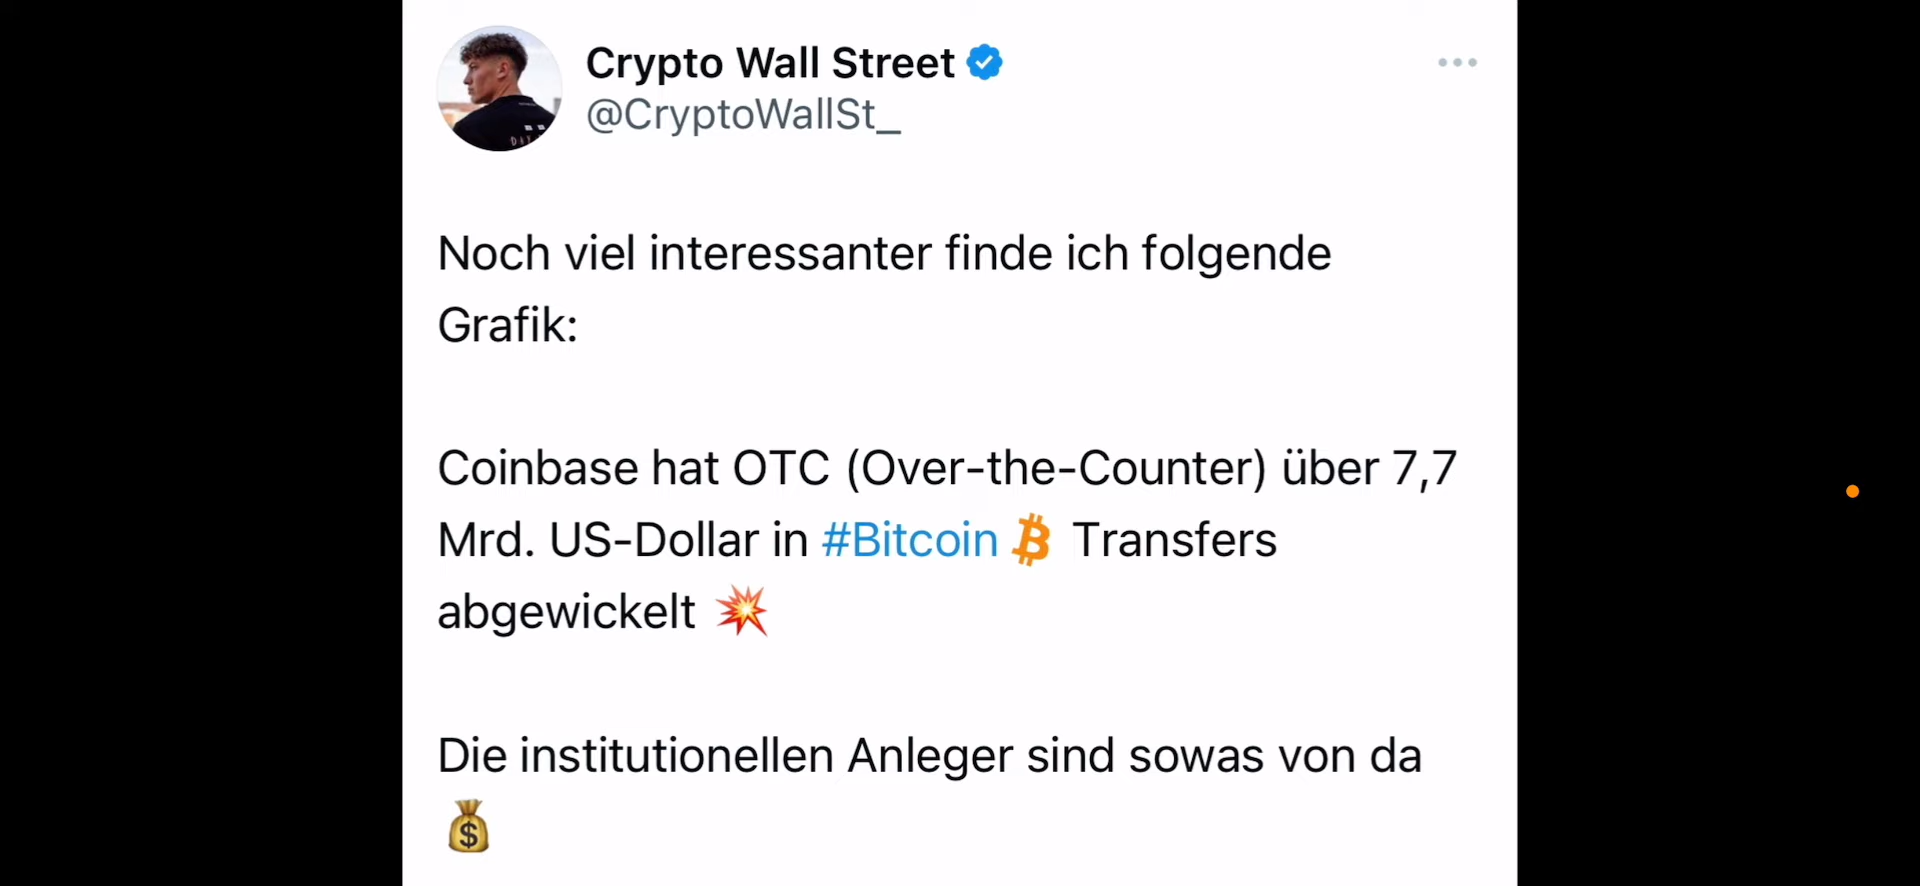 Crypto Wall Street
@CryptoWallSt_
Noch viel interessanter finde ich folgende
Grafik:
Coinbase hat OTC (Over-the-Counter) über 7,7
Mrd. US-Dollar in #Bitcoin Transfers
abgewickelt 💥
Die institutionellen Anleger sind sowas von da
💰